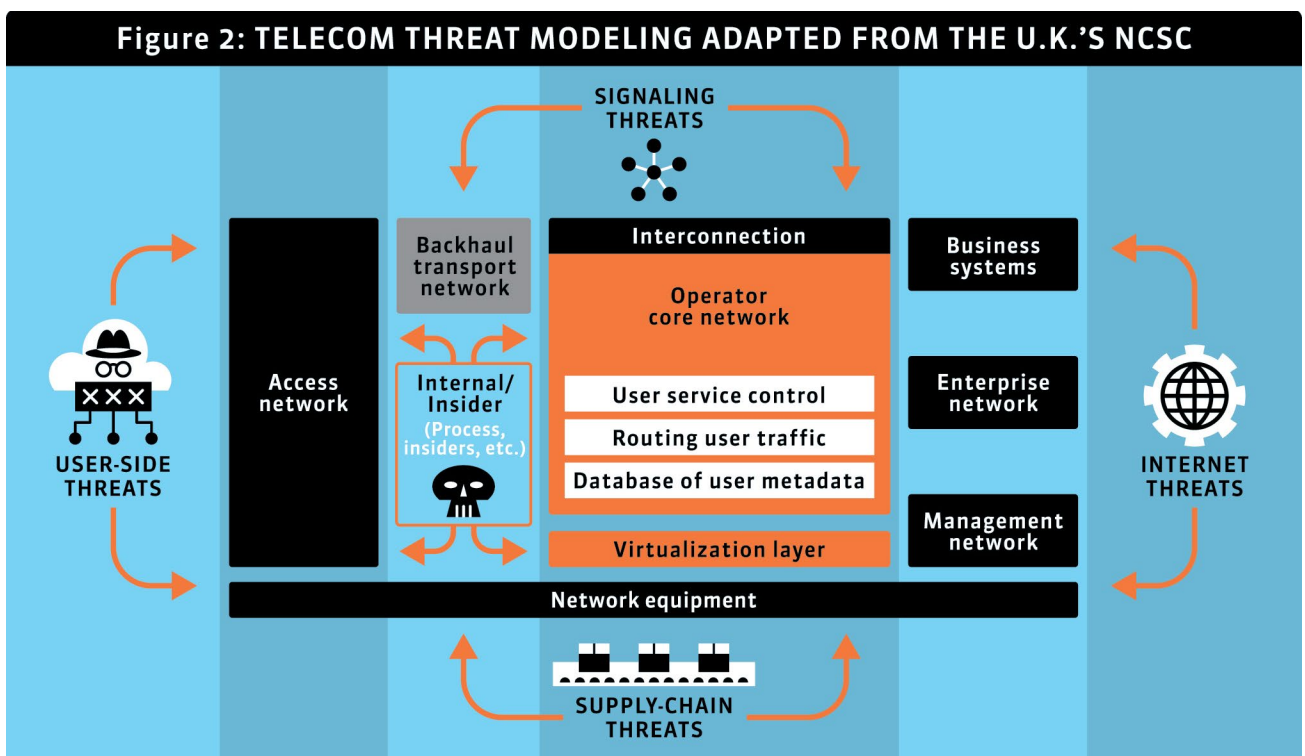 Figure 2: TELECOM THREAT MODELING ADAPTED FROM THE U.K.'S NCSC
SIGNALING
THREATS
USER-SIDE
THREATS
Access
network
Backhaul
transport
network
Internal/
Insider
(Process,
insiders, etc.)
Interconnection
Operator
core network
User service control
Routing user traffic
Database of user metadata
Virtualization layer
Business
systems
Enterprise
network
Management
network
INTERNET
THREATS
Network equipment
SUPPLY-CHAIN
THREATS